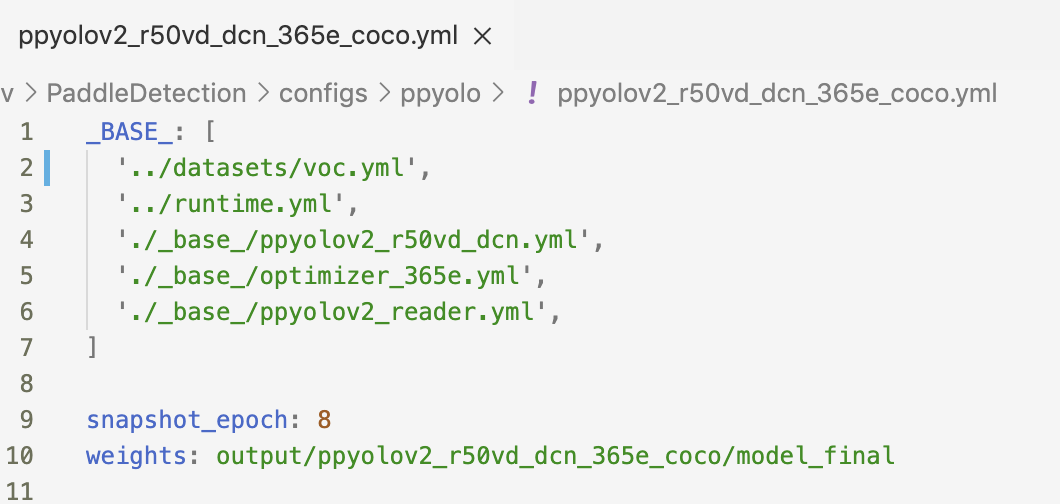 ppyolov2_r50vd_dcn_365e_coco.yml ×
v > PaddleDetection > configs > ppyolo > ! ppyolov2_r50vd_dcn_365e_coco.yml
1 _BASE_: [
2 '../datasets/voc.yml',
3 '../runtime.yml',
4 './_base_/ppyolov2_r50vd_dcn.yml',
5 './_base_/optimizer_365e.yml',
6 './_base_/ppyolov2_reader.yml',
7 ]
8
9 snapshot_epoch: 8
10 weights: output/ppyolov2_r50vd_dcn_365e_coco/model_final
11